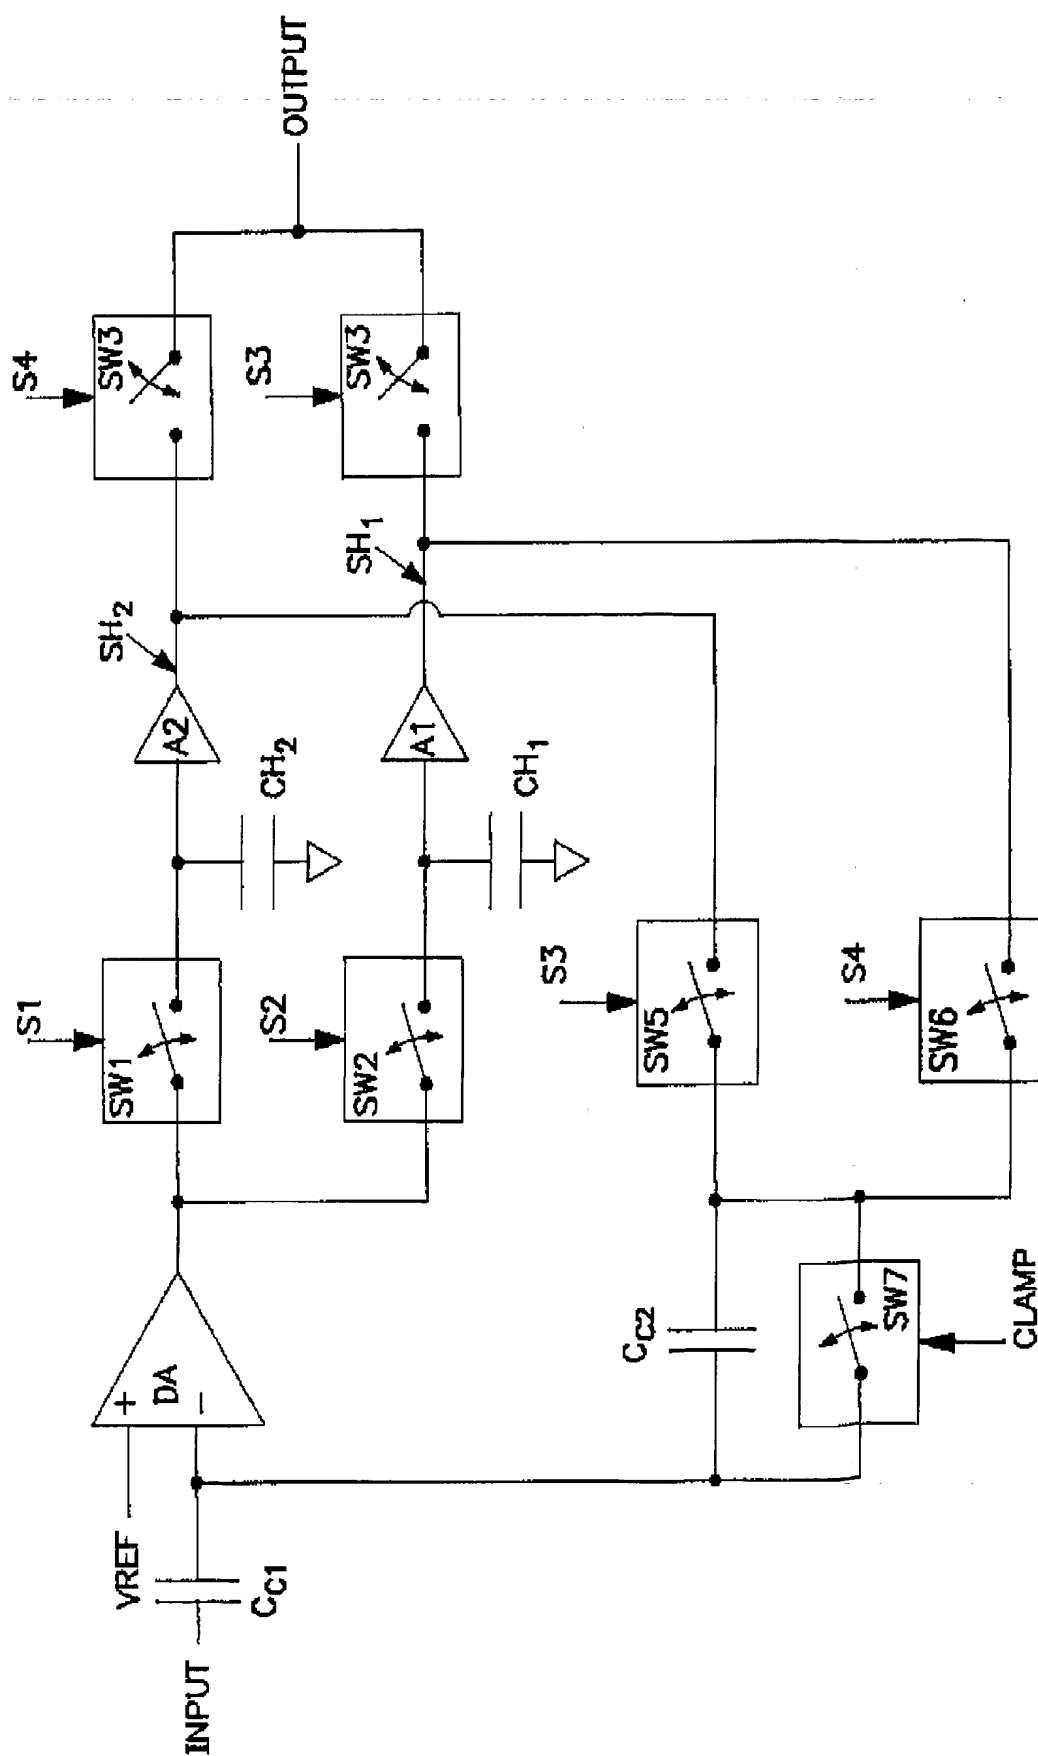 INPUT
VREF
CC1
+
DA
−
S1
SW1
S2
SW2
CH2
CH1
A2
A1
SH2
SH1
S4
SW3
S3
SW3
OUTPUT
CC2
S3
SW5
S4
SW6
SW7
CLAMP